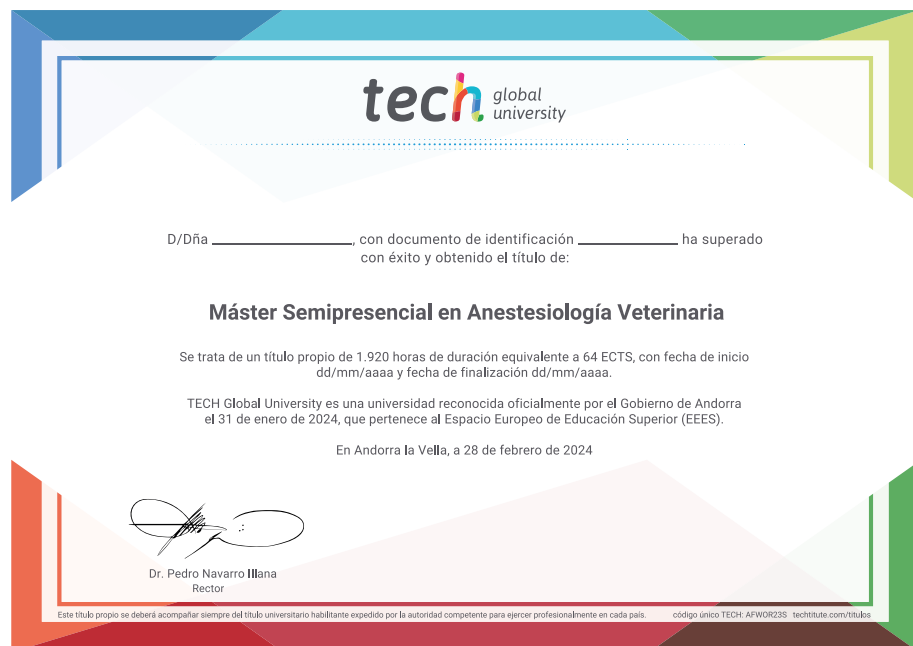 tech global university
D/Dña ______________, con documento de identificación ____________ ha superado
con éxito y obtenido el título de:
Máster Semipresencial en Anestesiología Veterinaria
Se trata de un título propio de 1.920 horas de duración equivalente a 64 ECTS, con fecha de inicio
dd/mm/aaaa y fecha de finalización dd/mm/aaaa.
TECH Global University es una universidad reconocida oficialmente por el Gobierno de Andorra
el 31 de enero de 2024, que pertenece al Espacio Europeo de Educación Superior (EEES).
En Andorra la Vella, a 28 de febrero de 2024
Dr. Pedro Navarro Illana
Rector
Este título propio se deberá acompañar siempre del título universitario habilitante expedido por la autoridad competente para ejercer profesionalmente en cada país. código único TECH: AFWOR23S techtitute.com/titulos